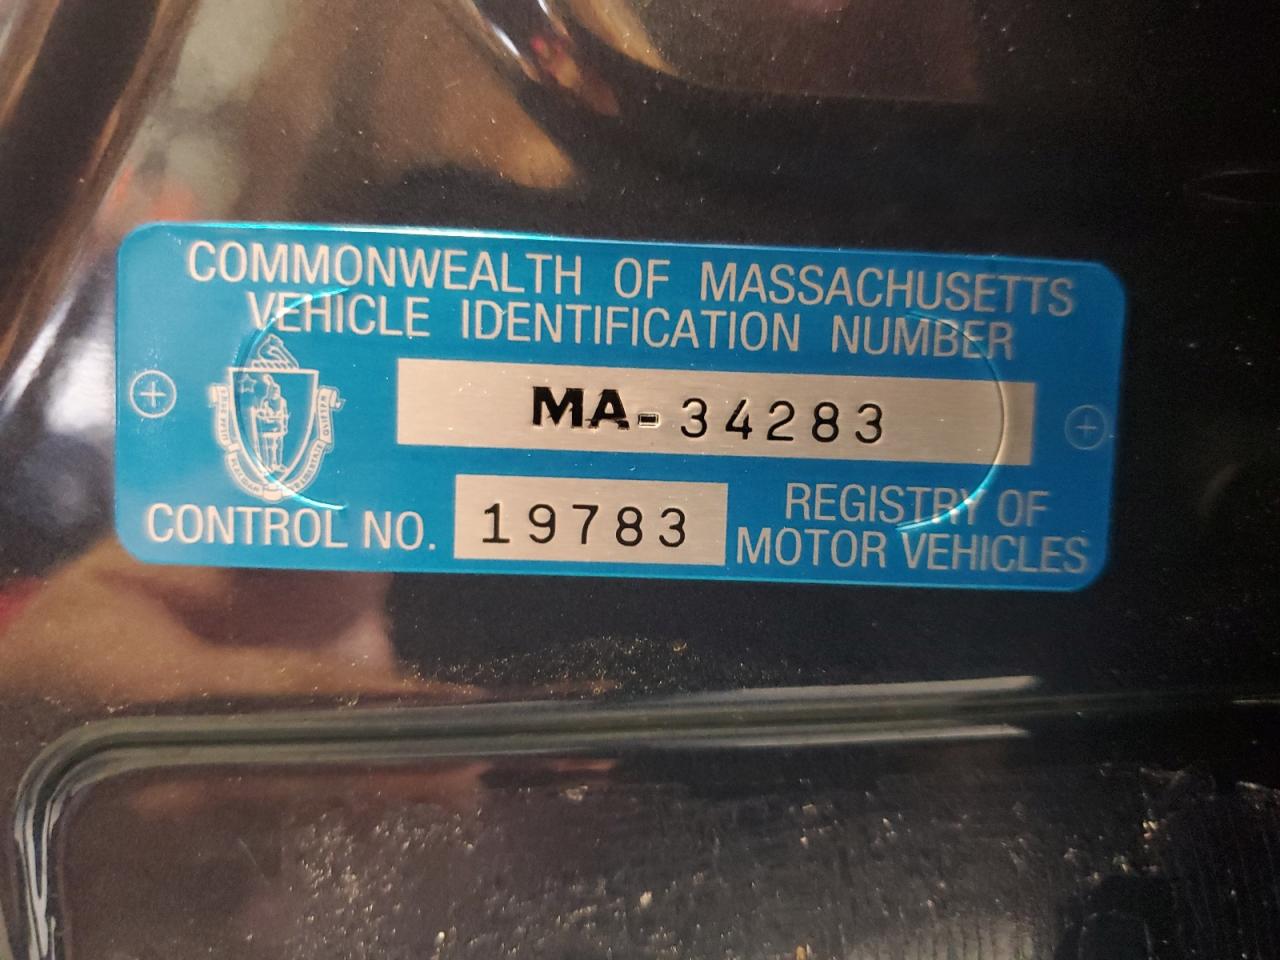 COMMONWEALTH OF MASSACHUSETTS
VEHICLE IDENTIFICATION NUMBER
MA-34283
CONTROL NO. 19783
REGISTRY OF
MOTOR VEHICLES